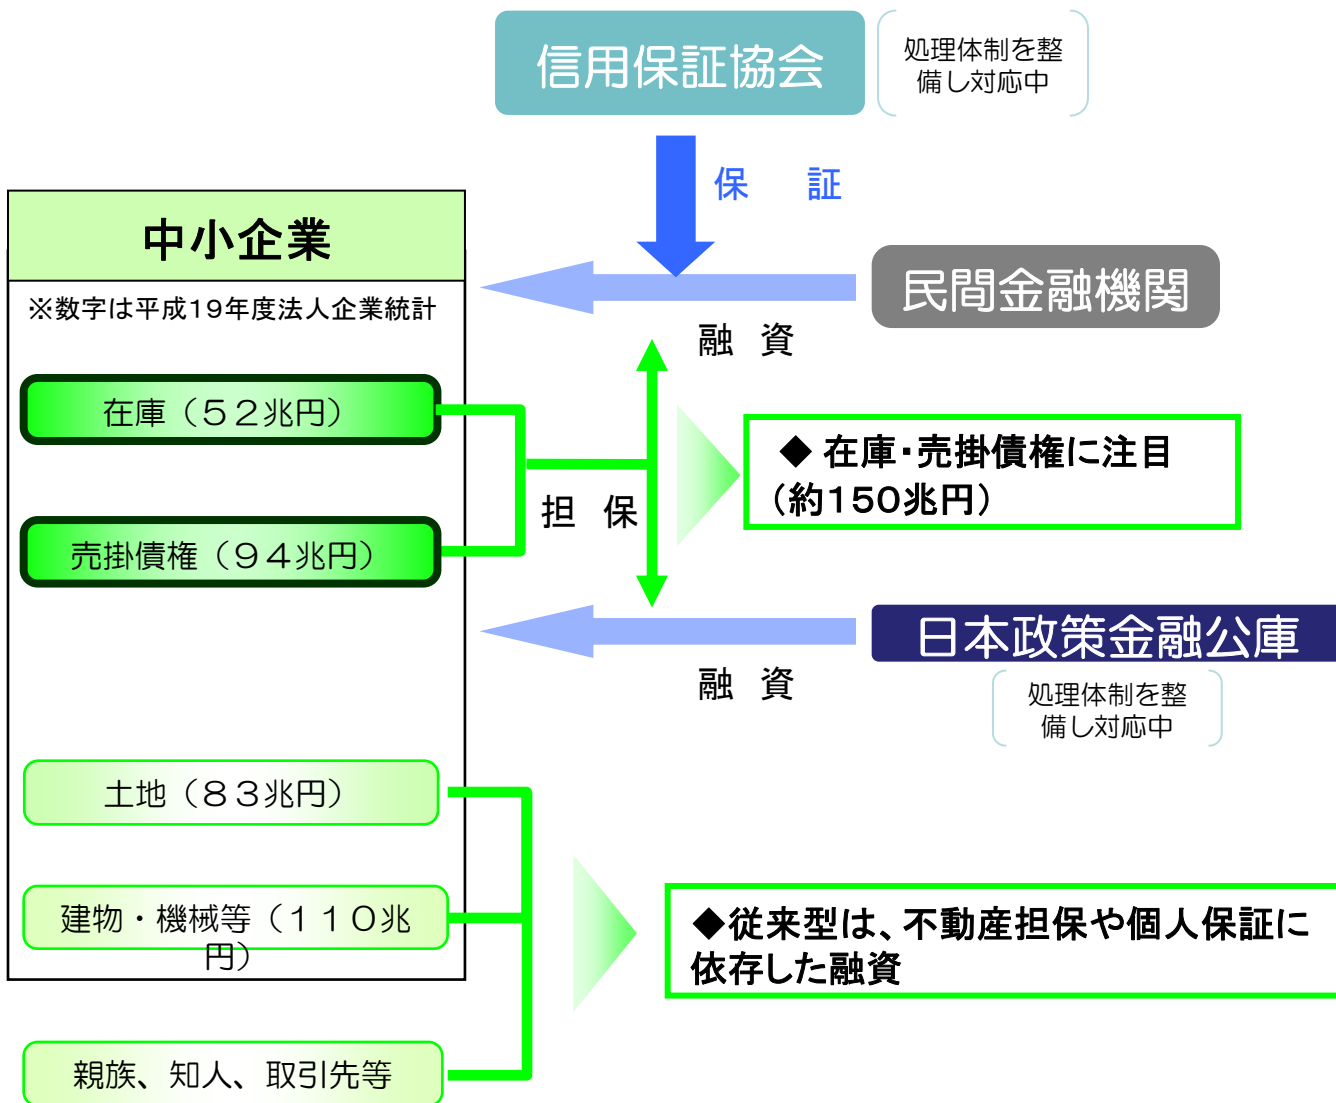 信用保証協会
処理体制を整
備し対応中
保　証
中小企業
※数字は平成19年度法人企業統計
民間金融機関
融 資
在庫（５２兆円）
◆ 在庫・売掛債権に注目
（約150兆円）
担 保
売掛債権（９４兆円）
日本政策金融公庫
融 資
処理体制を整
備し対応中
土地（８３兆円）
建物・機械等（１１０兆
円）
◆従来型は、不動産担保や個人保証に
依存した融資
親族、知人、取引先等